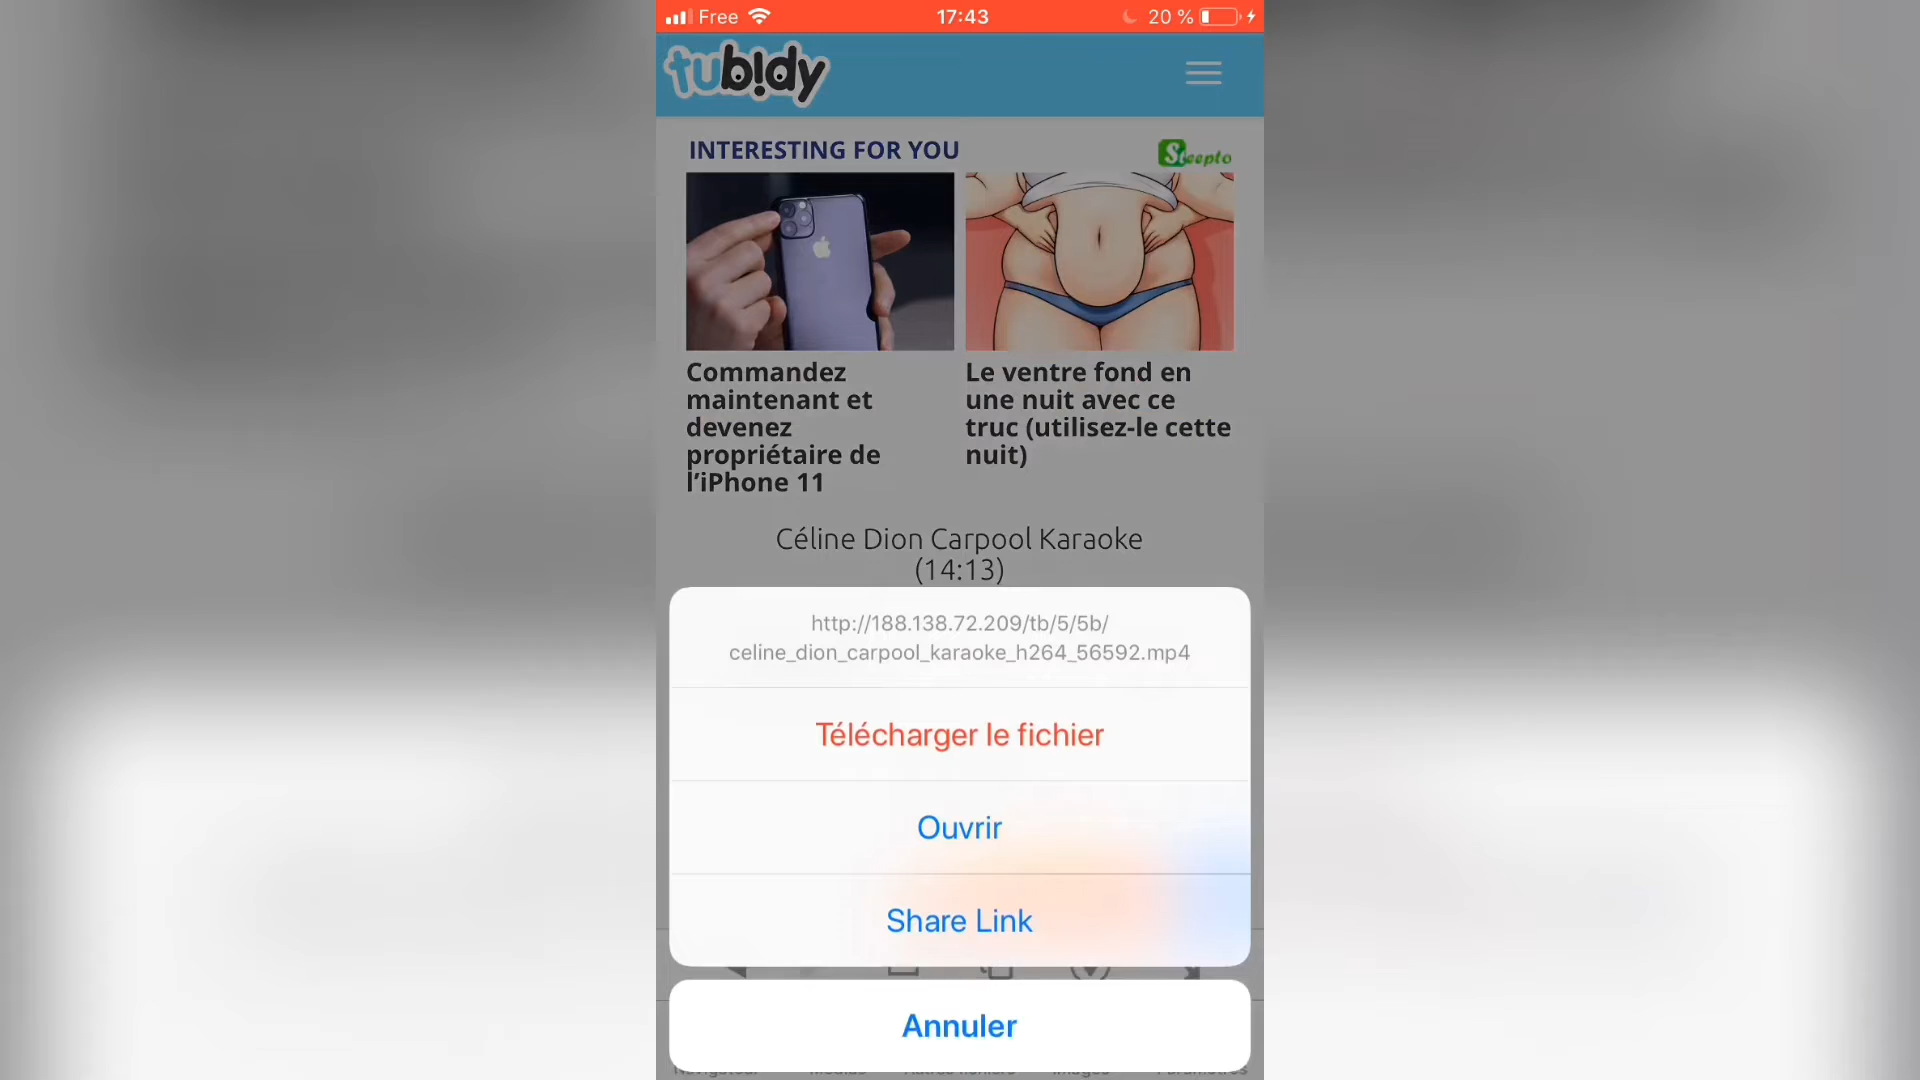 Free 17:43 20 %
tubidy
INTERESTING FOR YOU
Steepto
Commandez
maintenant et
devenez
propriétaire de
l'iPhone 11
Le ventre fond en
une nuit avec ce
truc (utilisez-le cette
nuit)
Céline Dion Carpool Karaoke
(14:13)
http://188.138.72.209/tb/5/5b/
celine_dion_carpool_karaoke_h264_56592.mp4
Télécharger le fichier
Ouvrir
Share Link
Annuler